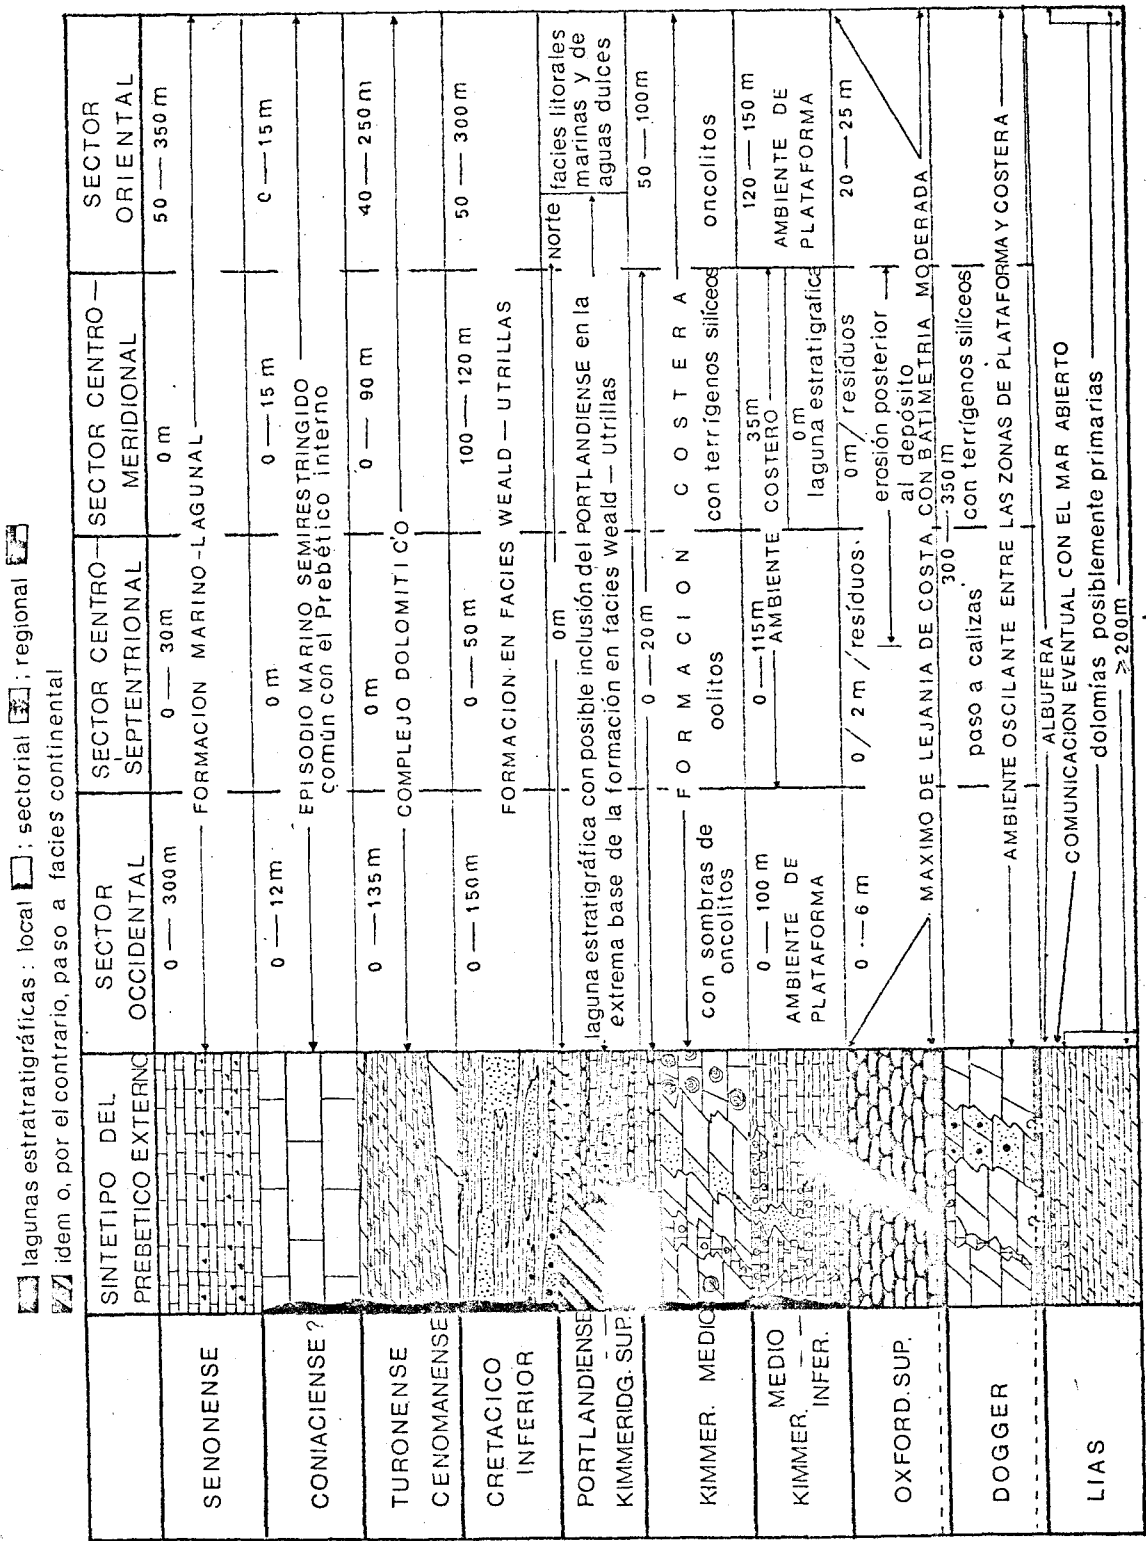 lagunas estratigráficas : local ; sectorial ; regional
idem o, por el contrario, paso a facies continental
SINTETIPO DEL
PREBETICO EXTERNO
SECTOR
OCCIDENTAL
SECTOR CENTRO—
SEPTENTRIONAL
SECTOR CENTRO—
MERIDIONAL
SECTOR
ORIENTAL
SENONENSE
0 — 300 m
0 — 30 m
0 m
50 — 350 m
FORMACION MARINO-LAGUNAL
CONIACIENSE?
0 — 12 m
0 m
0 — 15 m
0 — 15 m
EPISODIO MARINO SEMIRESTRINGIDO
común con el Prebético interno
TURONENSE
CENOMANENSE
0 — 135 m
0 m
0 — 90 m
40 — 250 m
COMPLEJO DOLOMITICO
CRETACICO
INFERIOR
0 — 150 m
0 — 50 m
100 — 120 m
50 — 300 m
FORMACION EN FACIES WEALD — UTRILLAS
PORTLANDIENSE
KIMMERIDG. SUP.
0 m
Norte
facies litorales
marinas y de
aguas dulces
laguna estratigráfica con posible inclusión del PORTLANDIENSE en la
extrema base de la formación en facies Weald — Utrillas
KIMMER. MEDIO
0 — 20 m
50 — 100 m
FORMACION COSTERA
con sombras de
oncolitos
oolitos
con terrígenos silíceos
oncolitos
MEDIO
KIMMER. —
INFER.
0 — 100 m
0 — 115 m
35 m
120 — 150 m
AMBIENTE COSTERO
AMBIENTE DE
PLATAFORMA
0 m
laguna estratigrafica
AMBIENTE DE
PLATAFORMA
OXFORD. SUP.
0 — 6 m
0 / 2 m / resíduos
0 m / resíduos
20 — 25 m
erosión posterior
al depósito
MAXIMO DE LEJANIA DE COSTA, CON BATIMETRIA MODERADA
DOGGER
300 — 350 m
paso a calizas
con terrígenos silíceos
AMBIENTE OSCILANTE ENTRE LAS ZONAS DE PLATAFORMA Y COSTERA
LIAS
ALBUFERA
COMUNICACION EVENTUAL CON EL MAR ABIERTO
dolomías posiblemente primarias
≥ 200 m